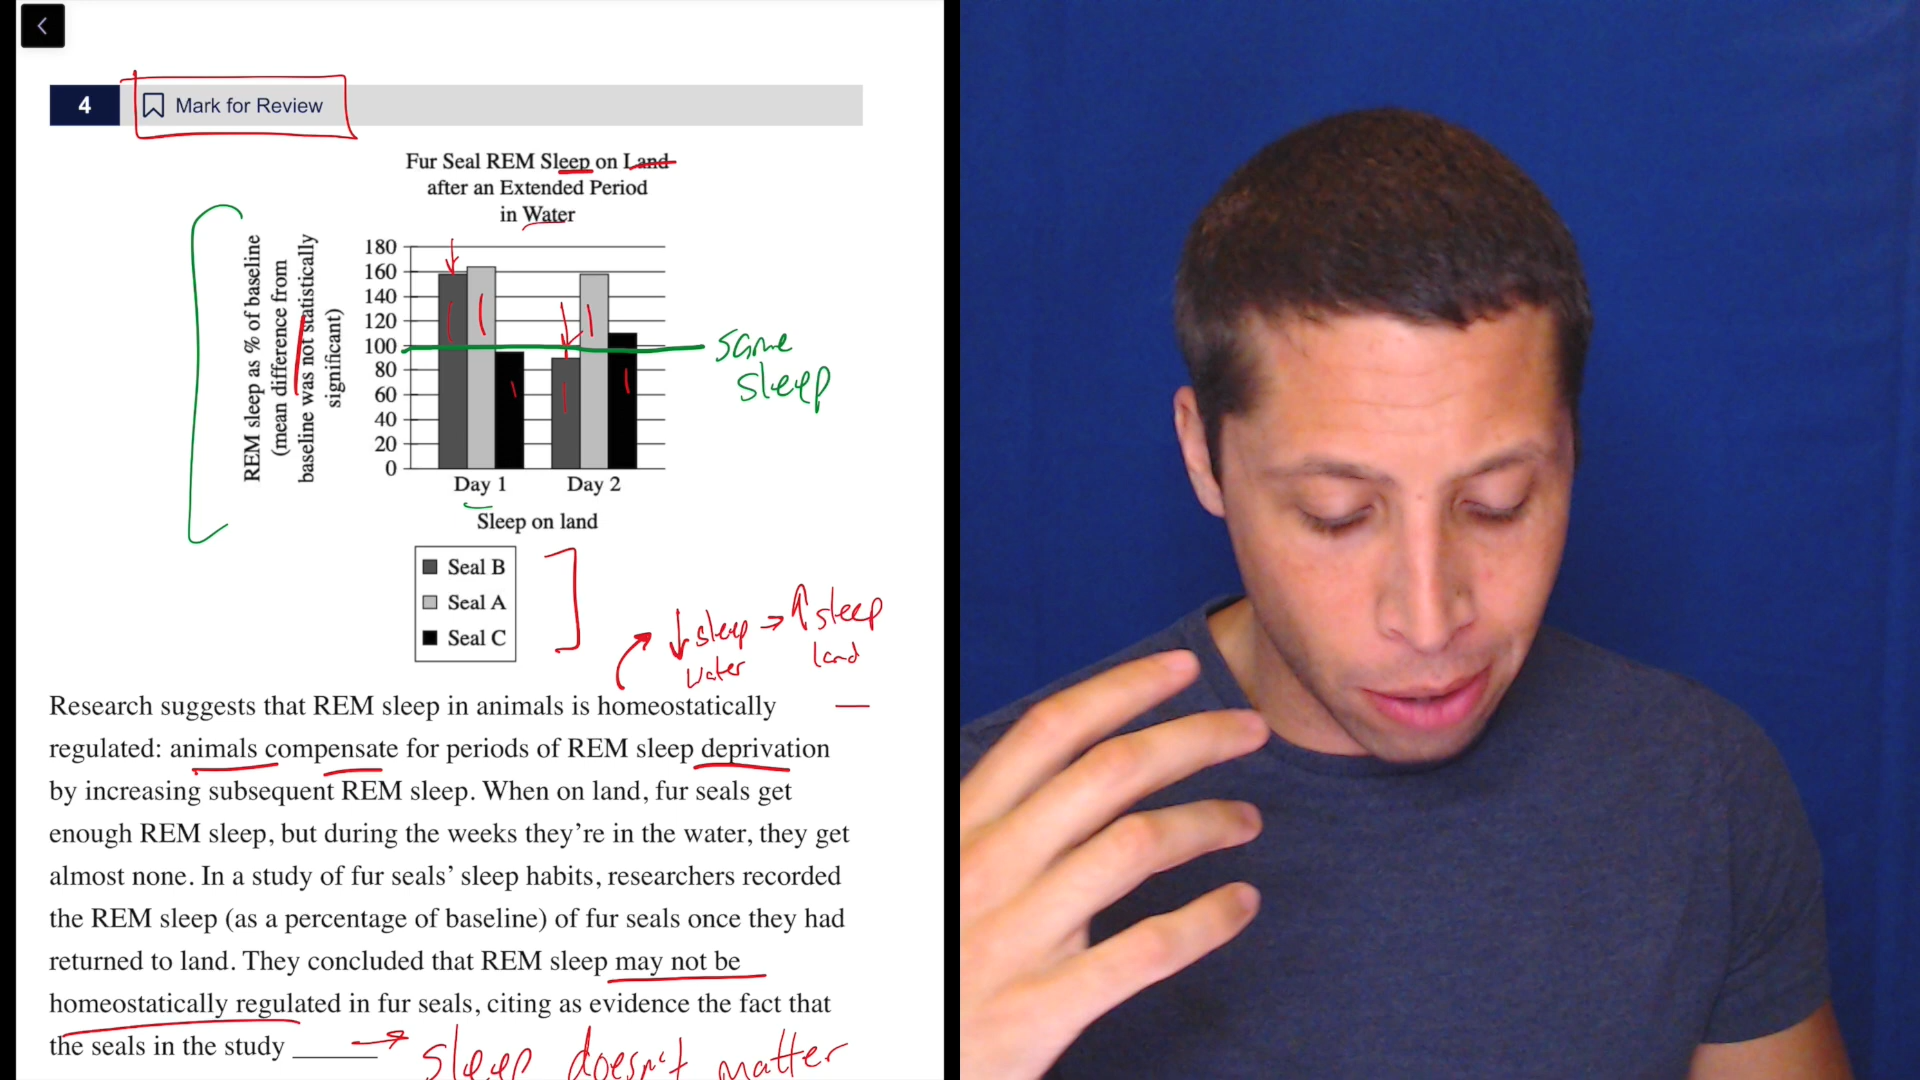 4 Mark for Review
Fur Seal REM Sleep on Land
after an Extended Period
in Water
REM sleep as % of baseline
(mean difference from
baseline was not statistically
significant)
180
160
140
120
100
80
60
40
20
0
same
sleep
Day 1 Day 2
Sleep on land
Seal B
Seal A
Seal C
↓ sleep → ↑ sleep
water land
Research suggests that REM sleep in animals is homeostatically
regulated: animals compensate for periods of REM sleep deprivation
by increasing subsequent REM sleep. When on land, fur seals get
enough REM sleep, but during the weeks they’re in the water, they get
almost none. In a study of fur seals’ sleep habits, researchers recorded
the REM sleep (as a percentage of baseline) of fur seals once they had
returned to land. They concluded that REM sleep may not be
homeostatically regulated in fur seals, citing as evidence the fact that
the seals in the study ______ → sleep doesn't matter